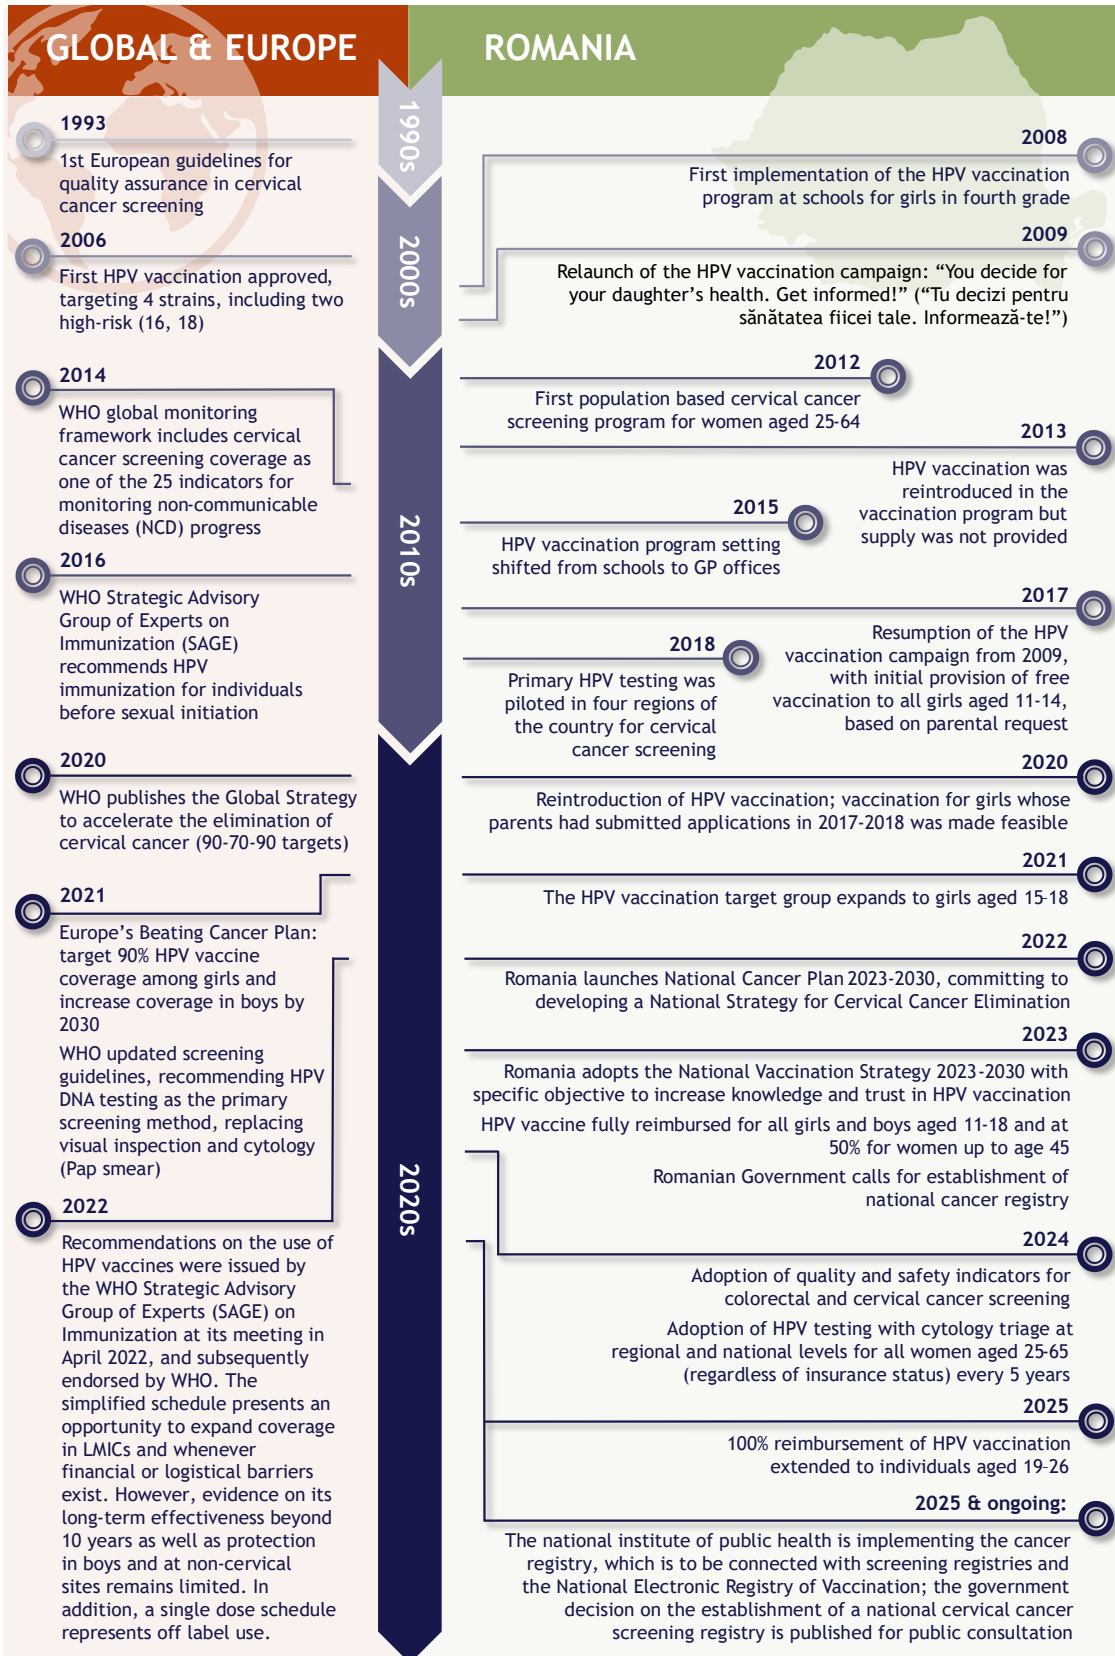 GLOBAL & EUROPE
1993
1st European guidelines for
quality assurance in cervical
cancer screening
2006
First HPV vaccination approved,
targeting 4 strains, including two
high-risk (16, 18)
2014
WHO global monitoring
framework includes cervical
cancer screening coverage as
one of the 25 indicators for
monitoring non-communicable
diseases (NCD) progress
2016
WHO Strategic Advisory
Group of Experts on
Immunization (SAGE)
recommends HPV
immunization for individuals
before sexual initiation
2020
WHO publishes the Global Strategy
to accelerate the elimination of
cervical cancer (90-70-90 targets)
2021
Europe's Beating Cancer Plan:
target 90% HPV vaccine
coverage among girls and
increase coverage in boys by
2030
WHO updated screening
guidelines, recommending HPV
DNA testing as the primary
screening method, replacing
visual inspection and cytology
(Pap smear)
2022
Recommendations on the use of
HPV vaccines were issued by
the WHO Strategic Advisory
Group of Experts (SAGE) on
Immunization at its meeting in
April 2022, and subsequently
endorsed by WHO. The
simplified schedule presents an
opportunity to expand coverage
in LMICs and whenever
financial or logistical barriers
exist. However, evidence on its
long-term effectiveness beyond
10 years as well as protection
in boys and at non-cervical
sites remains limited. In
addition, a single dose schedule
represents off label use.
1990s
2000s
2010s
2020s
ROMANIA
2008
First implementation of the HPV vaccination
program at schools for girls in fourth grade
2009
Relaunch of the HPV vaccination campaign: “You decide for
your daughter's health. Get informed!” (“Tu decizi pentru
sănătatea fiicei tale. Informează-te!”)
2012
First population based cervical cancer
screening program for women aged 25-64
2013
HPV vaccination was
reintroduced in the
vaccination program but
supply was not provided
2015
HPV vaccination program setting
shifted from schools to GP offices
2017
Resumption of the HPV
vaccination campaign from 2009,
with initial provision of free
vaccination to all girls aged 11-14,
based on parental request
2018
Primary HPV testing was
piloted in four regions of
the country for cervical
cancer screening
2020
Reintroduction of HPV vaccination; vaccination for girls whose
parents had submitted applications in 2017-2018 was made feasible
2021
The HPV vaccination target group expands to girls aged 15-18
2022
Romania launches National Cancer Plan 2023-2030, committing to
developing a National Strategy for Cervical Cancer Elimination
2023
Romania adopts the National Vaccination Strategy 2023-2030 with
specific objective to increase knowledge and trust in HPV vaccination
HPV vaccine fully reimbursed for all girls and boys aged 11-18 and at
50% for women up to age 45
Romanian Government calls for establishment of
national cancer registry
2024
Adoption of quality and safety indicators for
colorectal and cervical cancer screening
Adoption of HPV testing with cytology triage at
regional and national levels for all women aged 25-65
(regardless of insurance status) every 5 years
2025
100% reimbursement of HPV vaccination
extended to individuals aged 19-26
2025 & ongoing:
The national institute of public health is implementing the cancer
registry, which is to be connected with screening registries and
the National Electronic Registry of Vaccination; the government
decision on the establishment of a national cervical cancer
screening registry is published for public consultation